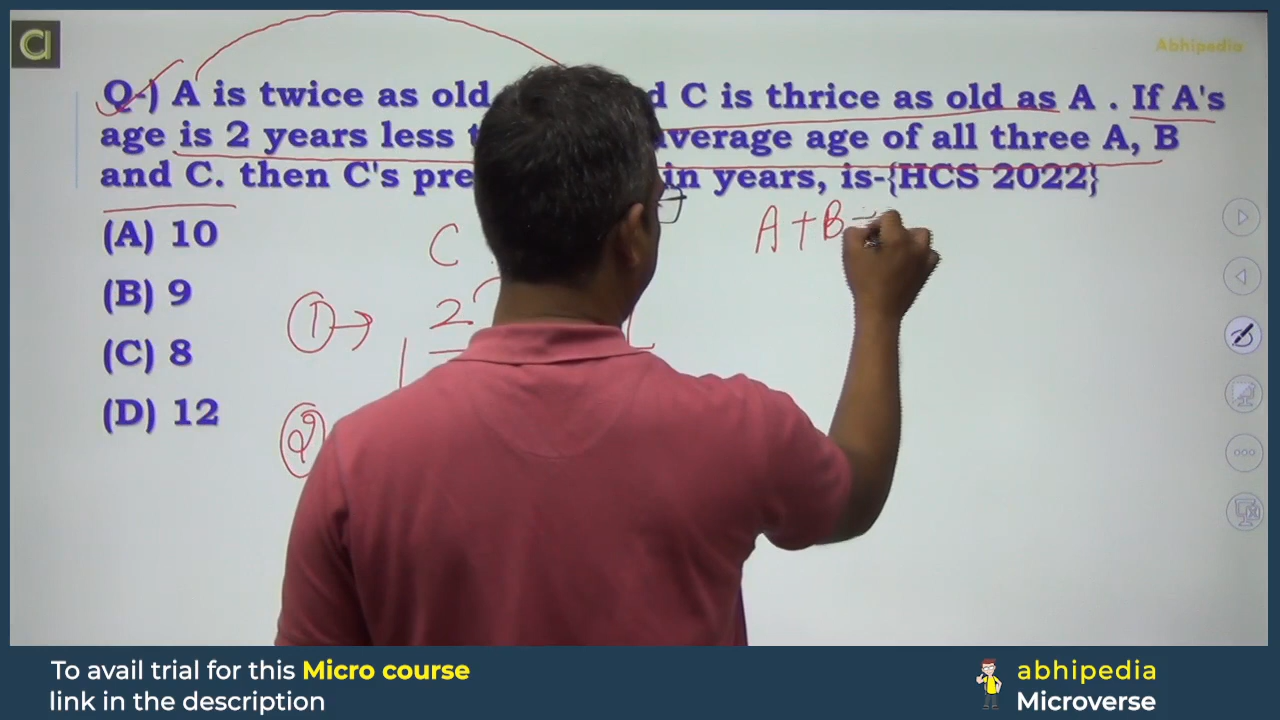 Abhipedia
Q-) A is twice as old C is thrice as old as A . If A's
age is 2 years less average age of all three A, B
and C. then C's in years, is-{HCS 2022}
(A) 10
(B) 9
(C) 8
(D) 12
C
A + B
1 →
2
2
To avail trial for this Micro course
link in the description
abhipedia
Microverse